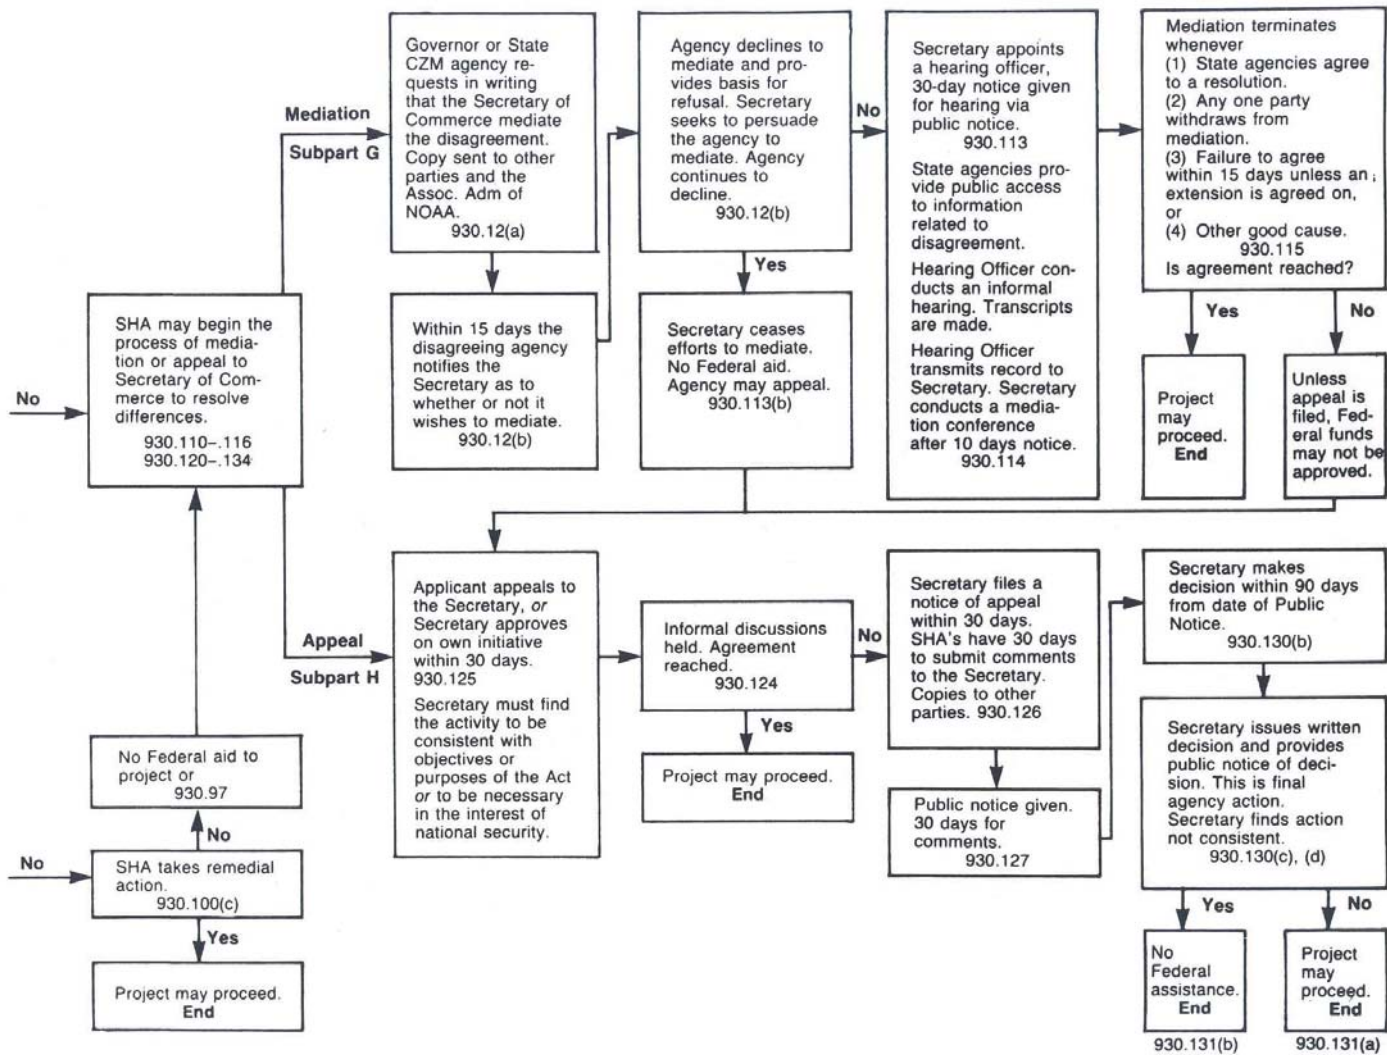 No
SHA may begin the
process of media-
tion or appeal to
Secretary of Com-
merce to resolve
differences.
930.110–.116
930.120–.134
Mediation
Subpart G
Governor or State
CZM agency re-
quests in writing
that the Secretary of
Commerce mediate
the disagreement.
Copy sent to other
parties and the
Assoc. Adm of
NOAA.
930.12(a)
Within 15 days the
disagreeing agency
notifies the
Secretary as to
whether or not it
wishes to mediate.
930.12(b)
Agency declines to
mediate and pro-
vides basis for
refusal. Secretary
seeks to persuade
the agency to
mediate. Agency
continues to
decline.
930.12(b)
Yes
Secretary ceases
efforts to mediate.
No Federal aid.
Agency may appeal.
930.113(b)
No
Secretary appoints
a hearing officer,
30-day notice given
for hearing via
public notice.
930.113
State agencies pro-
vide public access
to information
related to
disagreement.
Hearing Officer con-
ducts an informal
hearing. Transcripts
are made.
Hearing Officer
transmits record to
Secretary. Secretary
conducts a media-
tion conference
after 10 days notice.
930.114
Mediation terminates
whenever
(1) State agencies agree
to a resolution.
(2) Any one party
withdraws from
mediation.
(3) Failure to agree
within 15 days unless an ;
extension is agreed on,
or
(4) Other good cause.
930.115
Is agreement reached?
Yes
Project
may
proceed.
End
No
Unless
appeal is
filed, Fed-
eral funds
may not be
approved.
Appeal
Subpart H
Applicant appeals to
the Secretary, or
Secretary approves
on own initiative
within 30 days.
930.125
Secretary must find
the activity to be
consistent with
objectives or
purposes of the Act
or to be necessary
in the interest of
national security.
Informal discussions
held. Agreement
reached.
930.124
Yes
Project may proceed.
End
No
Secretary files a
notice of appeal
within 30 days.
SHA's have 30 days
to submit comments
to the Secretary.
Copies to other
parties. 930.126
Public notice given.
30 days for
comments.
930.127
Secretary makes
decision within 90 days
from date of Public
Notice.
930.130(b)
Secretary issues written
decision and provides
public notice of deci-
sion. This is final
agency action.
Secretary finds action
not consistent.
930.130(c), (d)
Yes
No
Federal
assistance.
End
930.131(b)
No
Project
may
proceed.
End
930.131(a)
No Federal aid to
project or
930.97
No
No
SHA takes remedial
action.
930.100(c)
Yes
Project may proceed.
End